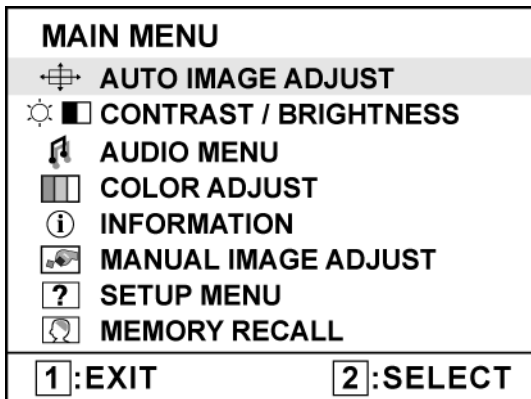 MAIN MENU
AUTO IMAGE ADJUST
CONTRAST / BRIGHTNESS
AUDIO MENU
COLOR ADJUST
INFORMATION
MANUAL IMAGE ADJUST
? SETUP MENU
MEMORY RECALL
1 :EXIT 2 :SELECT